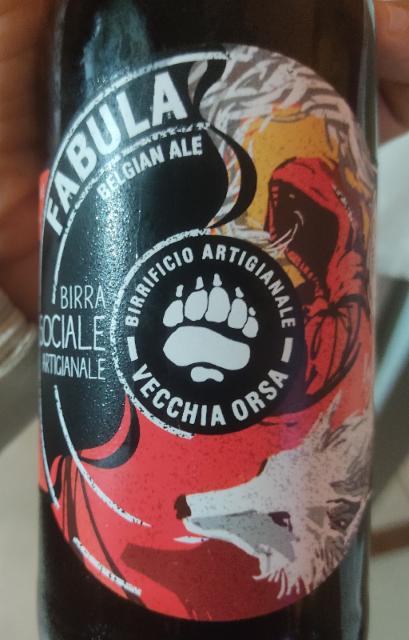 FABULA
BELGIAN ALE
BIRRA
SOCIALE
ARTIGIANALE
BIRRIFICIO ARTIGIANALE
VECCHIA ORSA